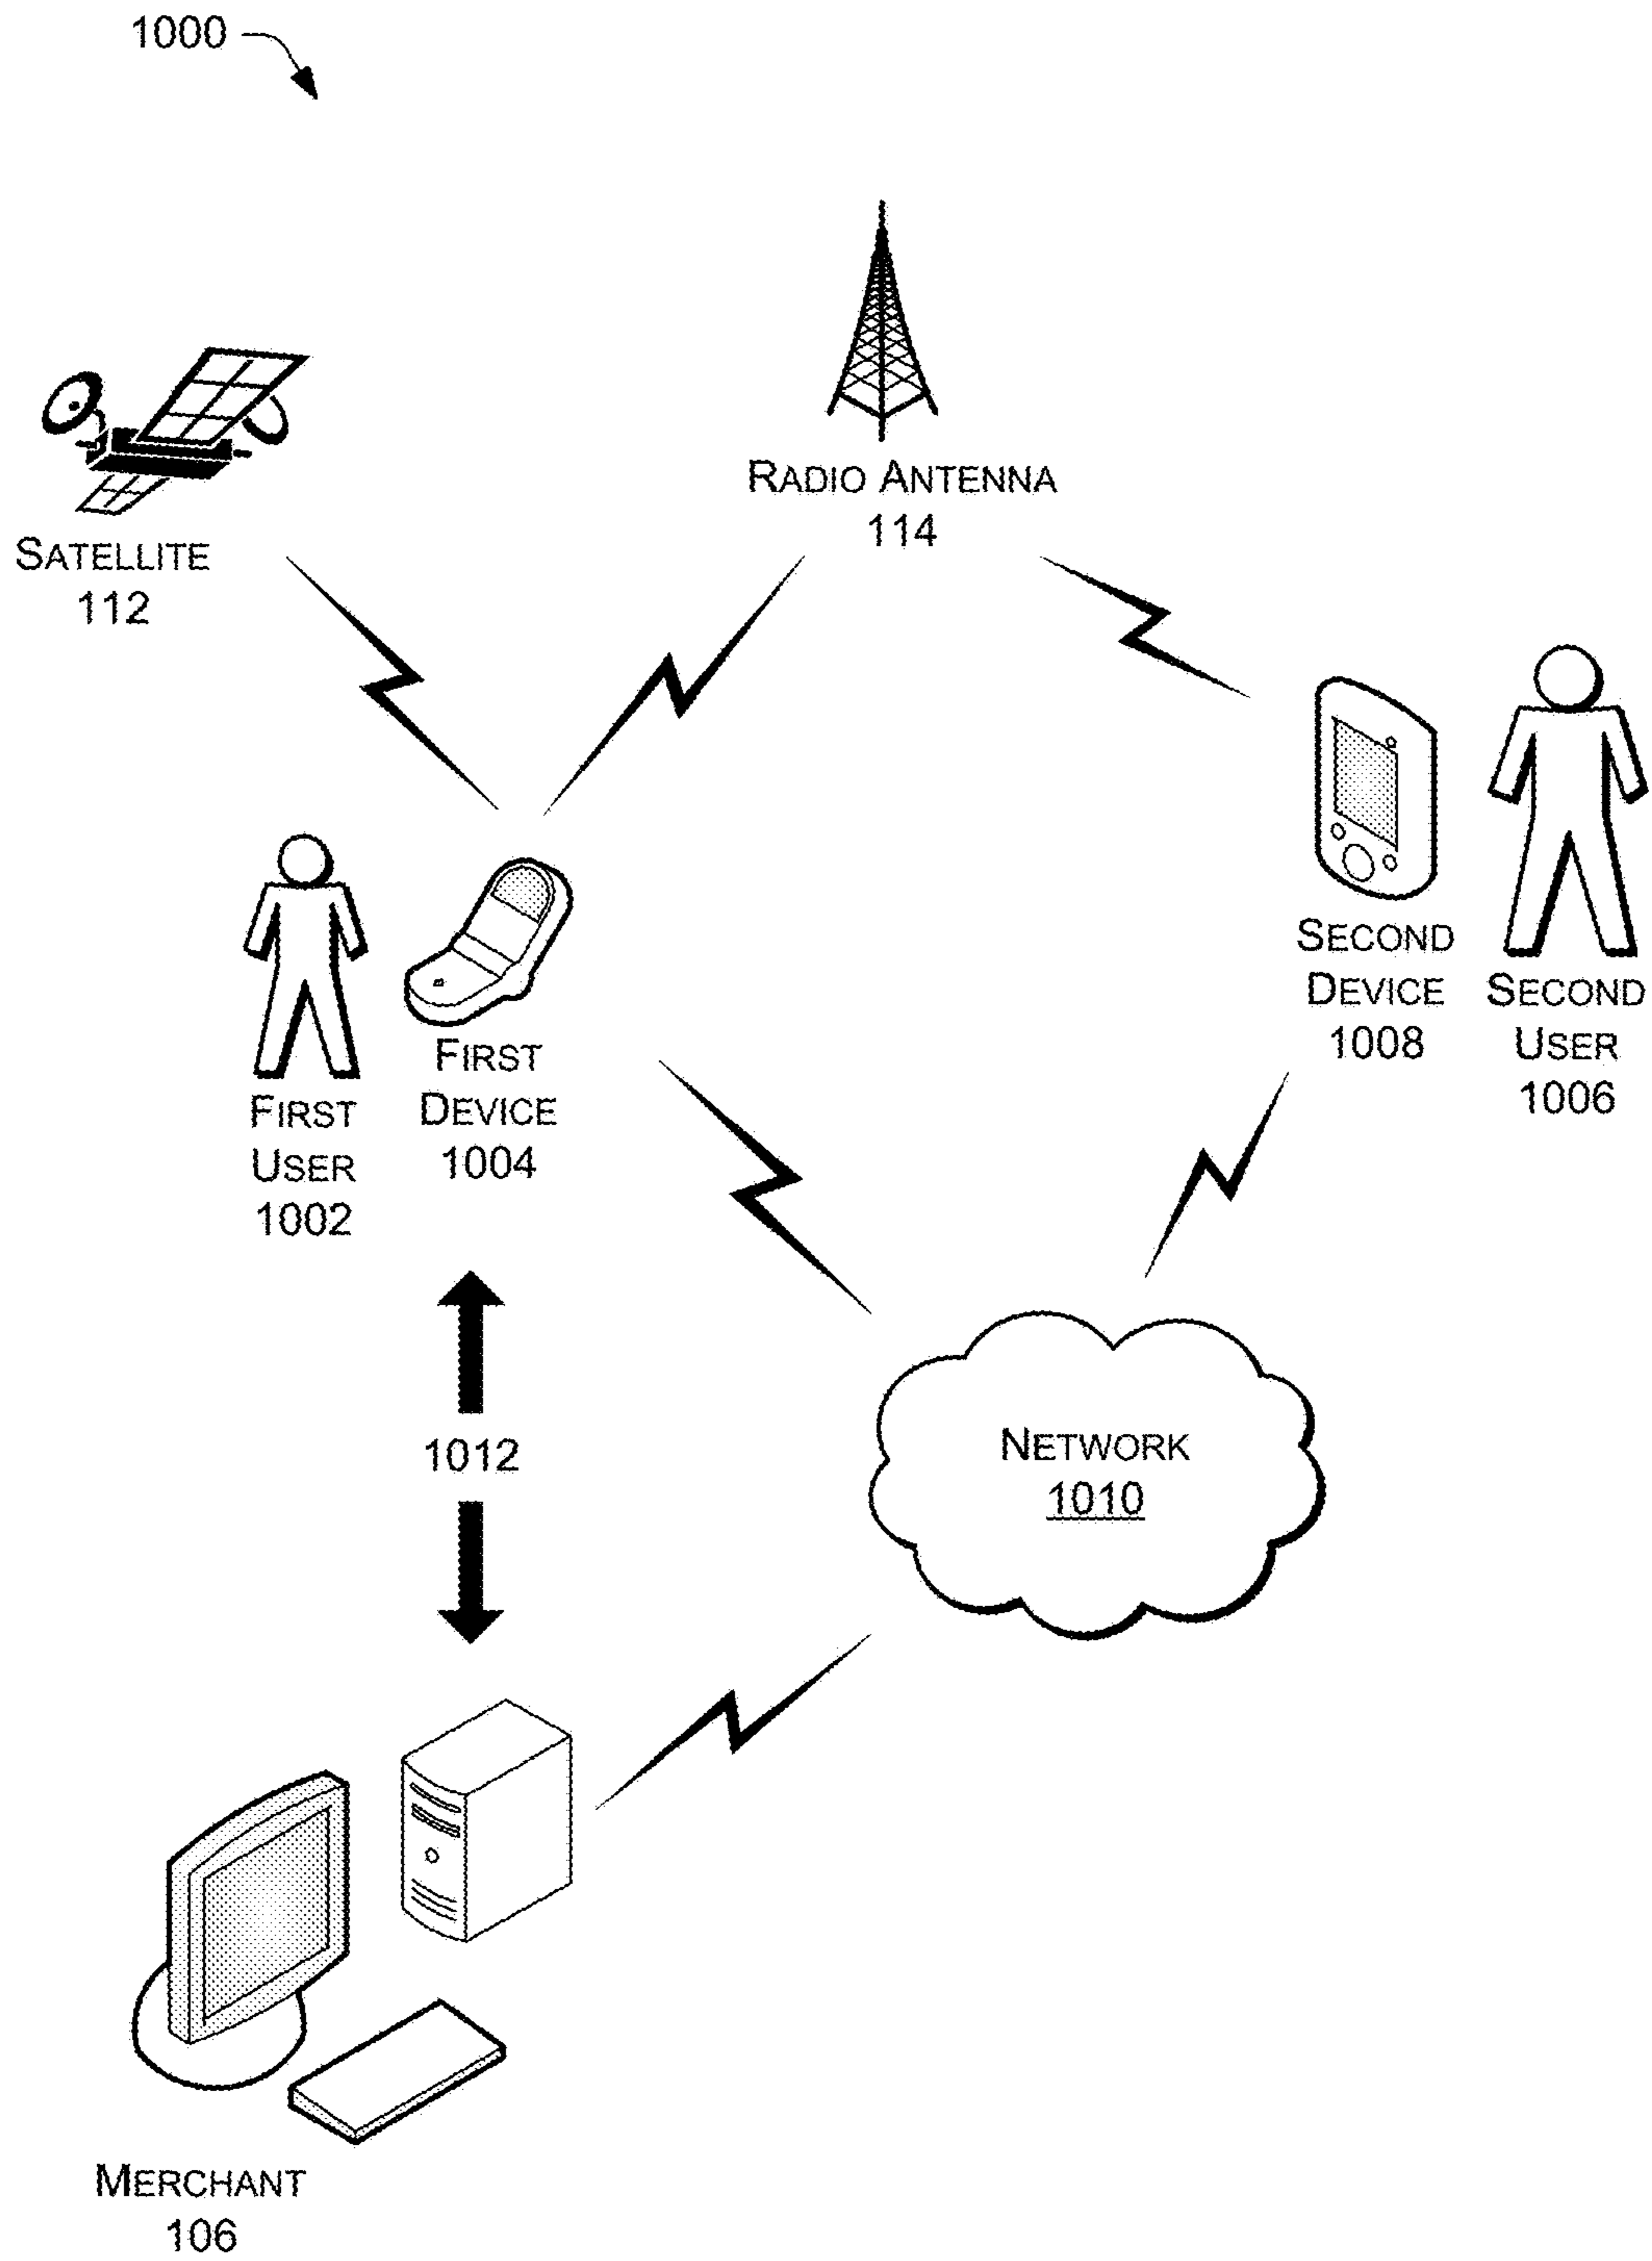 1000
RADIO ANTENNA
114
SATELLITE
112
SECOND
DEVICE
1008
SECOND
USER
1006
FIRST
DEVICE
1004
FIRST
USER
1002
1012
NETWORK
1010
MERCHANT
106